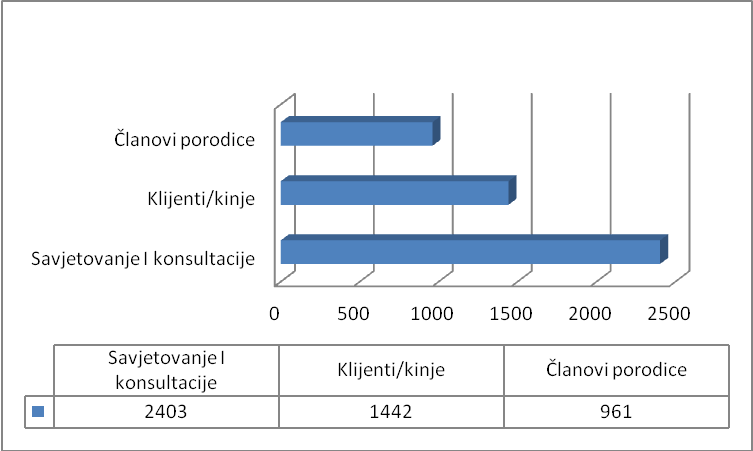 Članovi porodice
Klijenti/kinje
Savjetovanje I konsultacije
0 500 1000 1500 2000 2500
Savjetovanje I
konsultacije
Klijenti/kinje
Članovi porodice
2403 1442 961